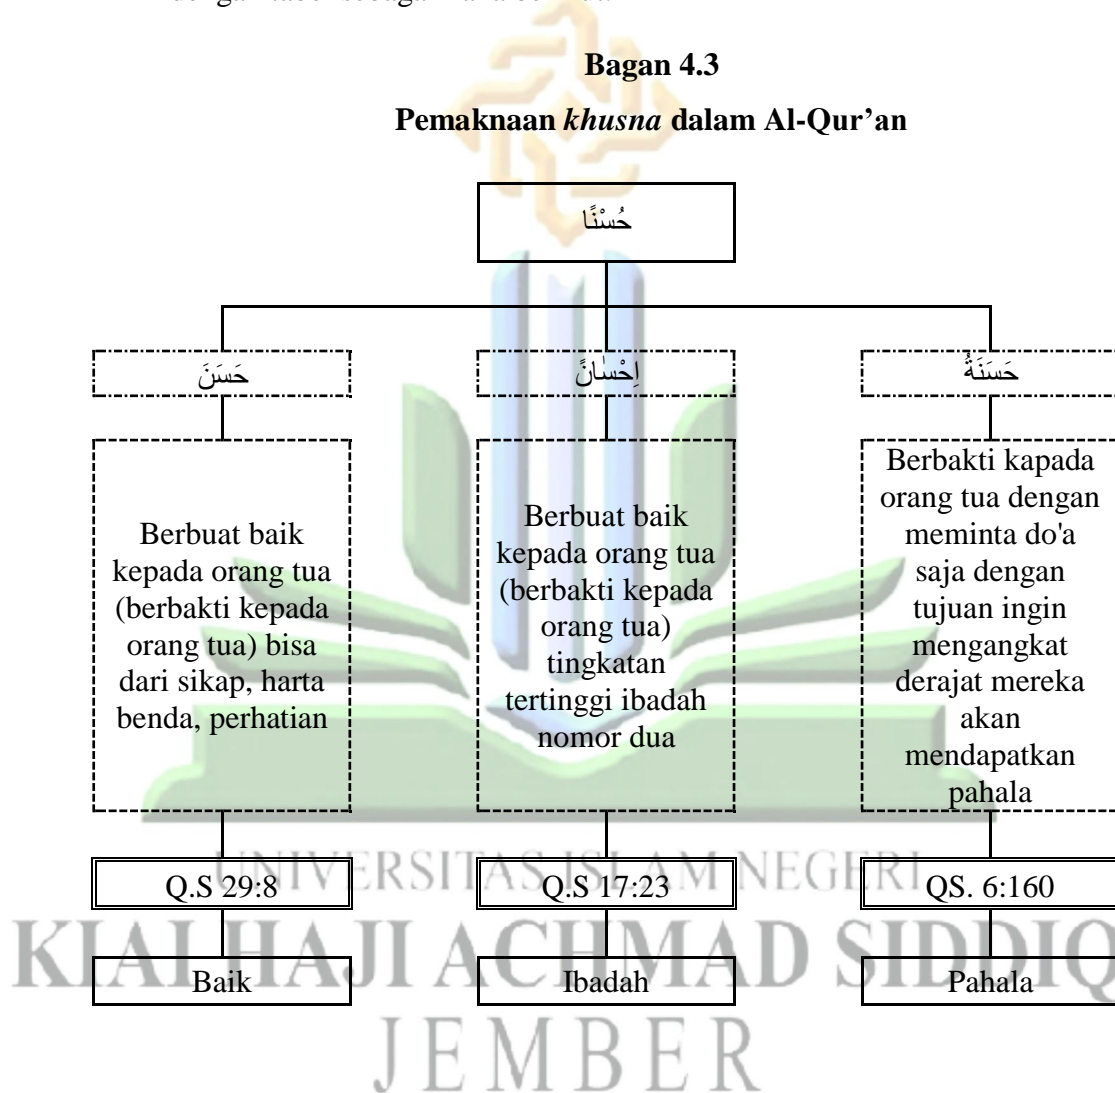 Bagan 4.3
Pemaknaan khusna dalam Al-Qur’an
حُسْنًا
حَسَنَ
اِحْسٰانً
حَسَنَةُ
Berbuat baik
kepada orang tua
(berbakti kepada
orang tua) bisa
dari sikap, harta
benda, perhatian
Berbuat baik
kepada orang tua
(berbakti kepada
orang tua)
tingkatan
tertinggi ibadah
nomor dua
Berbakti kapada
orang tua dengan
meminta do'a
saja dengan
tujuan ingin
mengangkat
derajat mereka
akan
mendapatkan
pahala
Q.S 29:8
Q.S 17:23
QS. 6:160
Baik
Ibadah
Pahala
UNIVERSITAS ISLAM NEGERI
KIAI HAJI ACHMAD SIDDIQ
JEMBER